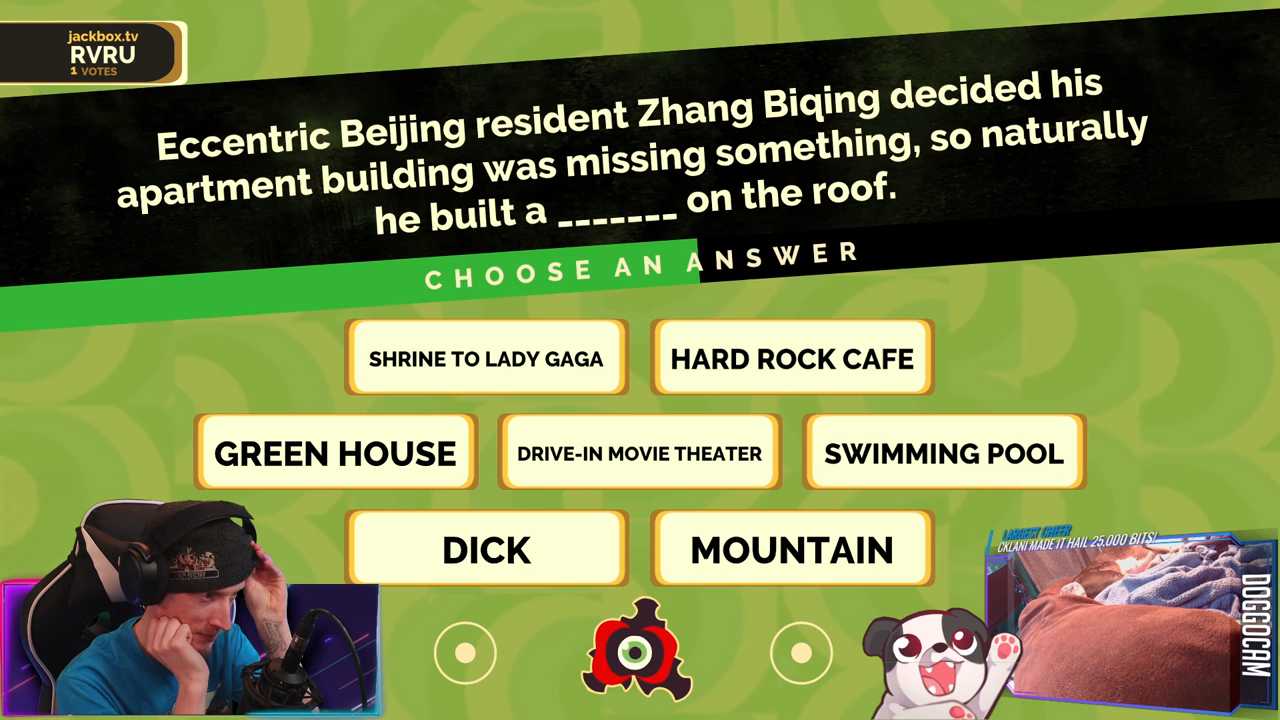 jackbox.tv
RVRU
1 VOTES
Eccentric Beijing resident Zhang Biqing decided his
apartment building was missing something, so naturally
he built a _______ on the roof.
CHOOSE AN ANSWER
SHRINE TO LADY GAGA
HARD ROCK CAFE
GREEN HOUSE
DRIVE-IN MOVIE THEATER
SWIMMING POOL
DICK
MOUNTAIN
LARGEST CHEER
CKLANI MADE IT HAIL 25,000 BITS!
DOGGOCAM